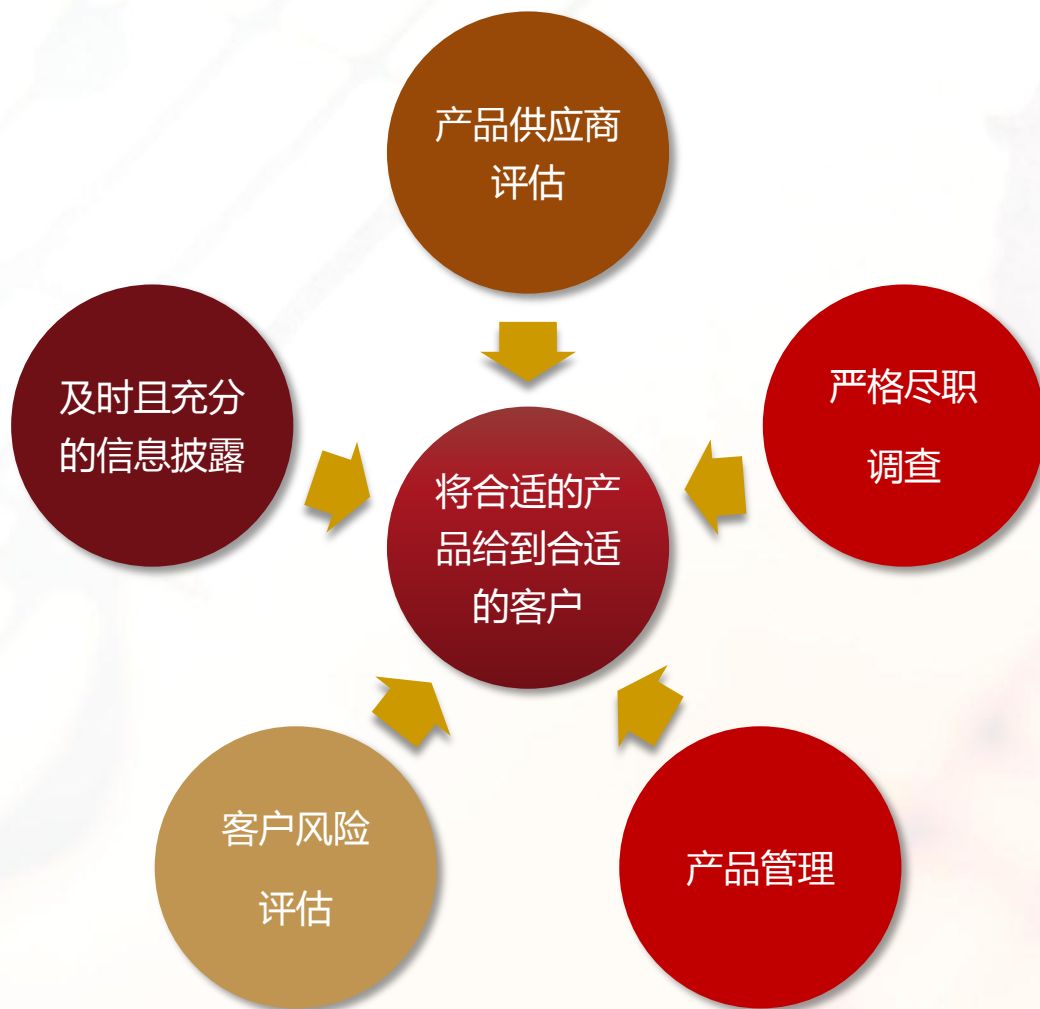 产品供应商
评估
及时且充分
的信息披露
严格尽职
调查
将合适的产
品给到合适
的客户
客户风险
评估
产品管理